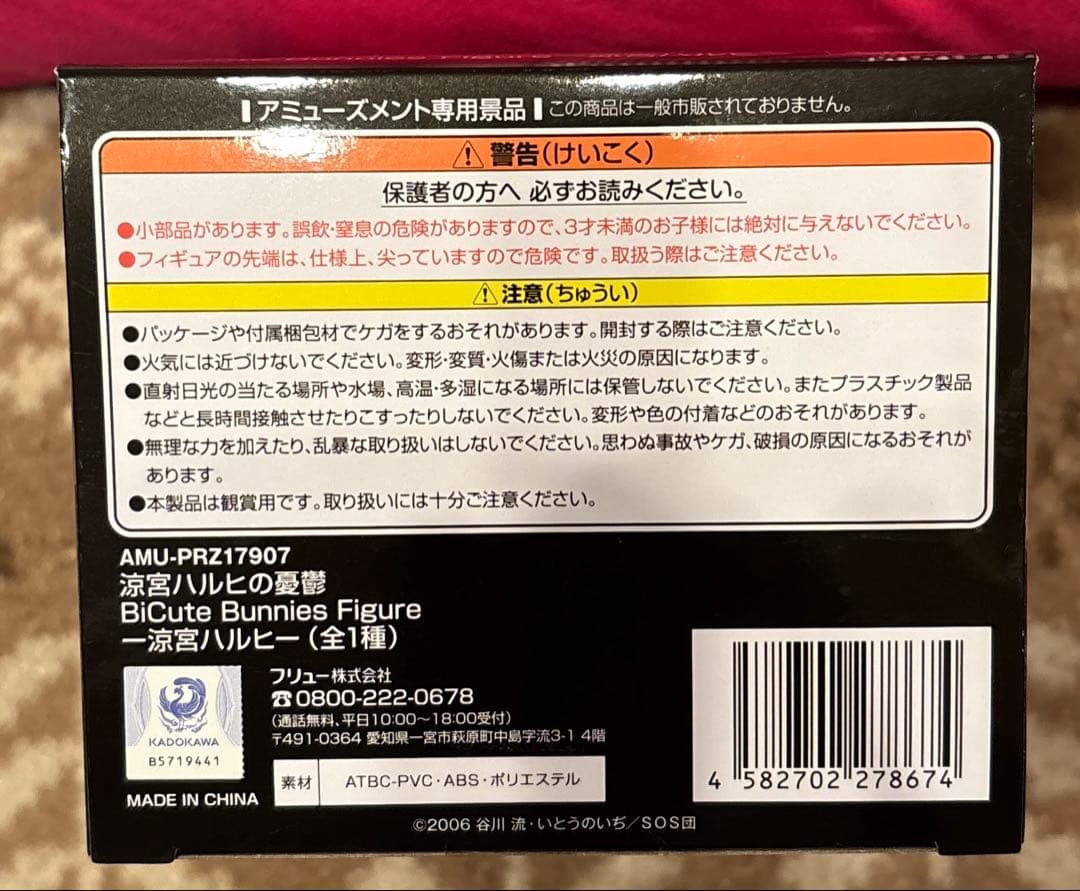 アミューズメント専用景品 この商品は一般市販されておりません。
⚠警告(けいこく)
保護者の方へ 必ずお読みください。
●小部品があります。誤飲・窒息の危険がありますので、3才未満のお子様には絶対に与えないでください。
●フィギュアの先端は、仕様上、尖っていますので危険です。取扱う際はご注意ください。
⚠注意(ちゅうい)
●パッケージや付属梱包材でケガをするおそれがあります。開封する際はご注意ください。
●火気には近づけないでください。変形・変質・火傷または火災の原因になります。
●直射日光の当たる場所や水場、高温・多湿になる場所には保管しないでください。またプラスチック製品
などと長時間接触させたりこすったりしないでください。変形や色の付着などのおそれがあります。
●無理な力を加えたり、乱暴な取り扱いはしないでください。思わぬ事故やケガ、破損の原因になるおそれが
あります。
●本製品は観賞用です。取り扱いには十分ご注意ください。
AMU-PRZ17907
涼宮ハルヒの憂鬱
BiCute Bunnies Figure
ー涼宮ハルヒー(全1種)
フリュー株式会社
☎0800-222-0678
(通話無料、平日10:00〜18:00受付)
〒491-0364 愛知県一宮市萩原町中島字流3-1 4階
KADOKAWA
B5719441
素材 ATBC-PVC・ABS・ポリエステル
MADE IN CHINA
4 582702 278674
©2006 谷川 流・いとうのいぢ/SOS団